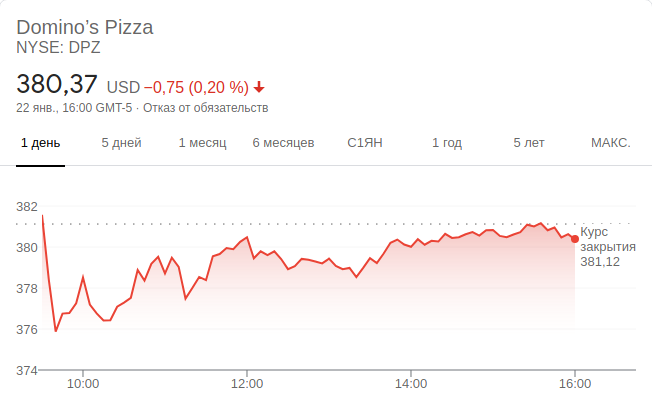 Domino's Pizza
NYSE: DPZ
380,37 USD −0,75 (0,20 %)
22 янв., 16:00 GMT-5 · Отказ от обязательств
1 день 5 дней 1 месяц 6 месяцев С1ЯН 1 год 5 лет МАКС.
382
380
378
376
374
Курс
закрытия
381,12
10:00 12:00 14:00 16:00